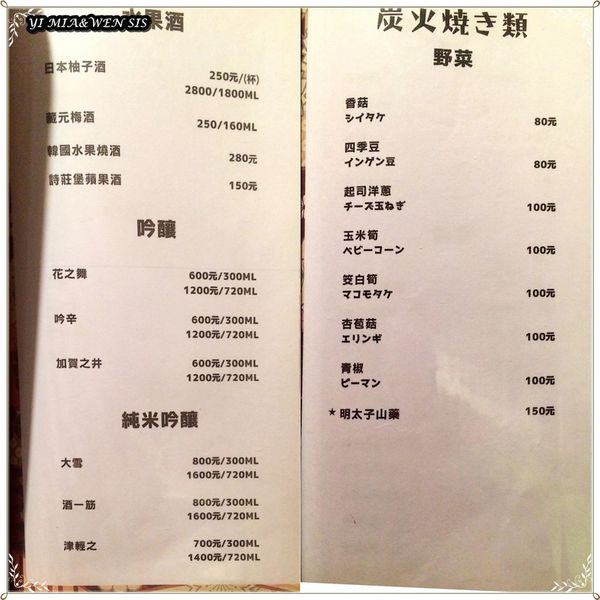 YI MIA&WEN SIS
水果酒
日本柚子酒
250元/(杯)
2800/1800ML
藏元梅酒
250/160ML
韓國水果燒酒
280元
詩莊堡蘋果酒
150元
吟釀
花之舞
600元/300ML
1200元/720ML
吟辛
600元/300ML
1200元/720ML
加賀之井
600元/300ML
1200元/720ML
純米吟釀
大雪
800元/300ML
1600元/720ML
酒一筋
800元/300ML
1600元/720ML
津輕之
700元/300ML
1400元/720ML
炭火焼き類
野菜
香菇
シイタケ
80元
四季豆
インゲン豆
80元
起司洋蔥
チーズ玉ねぎ
100元
玉米筍
ベビーコーン
100元
筊白筍
マコモタケ
100元
杏苞菇
エリンギ
100元
青椒
ピーマン
100元
★明太子山藥
150元